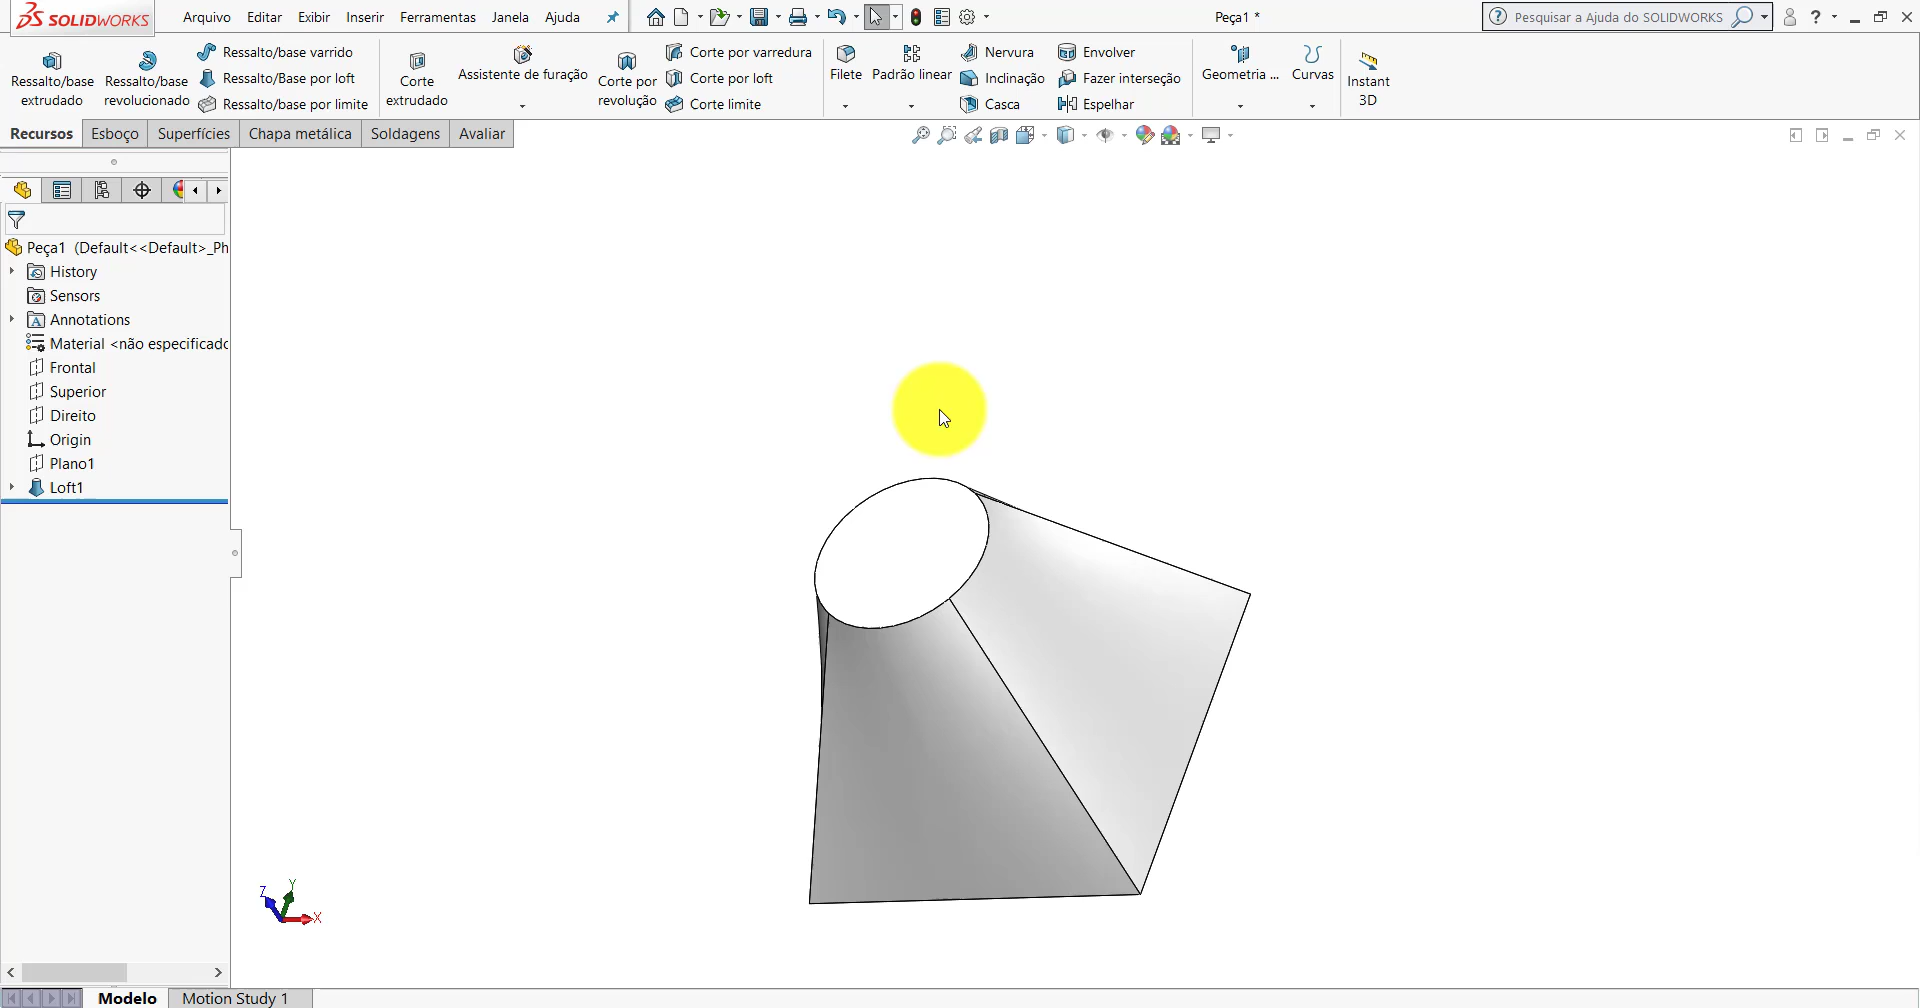 SOLIDWORKS
Arquivo Editar Exibir Inserir Ferramentas Janela Ajuda
Peça1 *
Pesquisar a Ajuda do SOLIDWORKS
?
Ressalto/base extrudado
Ressalto/base revolucionado
Ressalto/base varrido
Ressalto/Base por loft
Ressalto/base por limite
Corte extrudado
Assistente de furação
Corte por revolução
Corte por varredura
Corte por loft
Corte limite
Filete
Padrão linear
Nervura
Inclinação
Casca
Envolver
Fazer interseção
Espelhar
Geometria ...
Curvas
Instant 3D
Recursos Esboço Superfícies Chapa metálica Soldagens Avaliar
Peça1 (Default<<Default>_Ph
History
Sensors
Annotations
Material <não especificado
Frontal
Superior
Direito
Origin
Plano1
Loft1
Z Y X
Modelo Motion Study 1